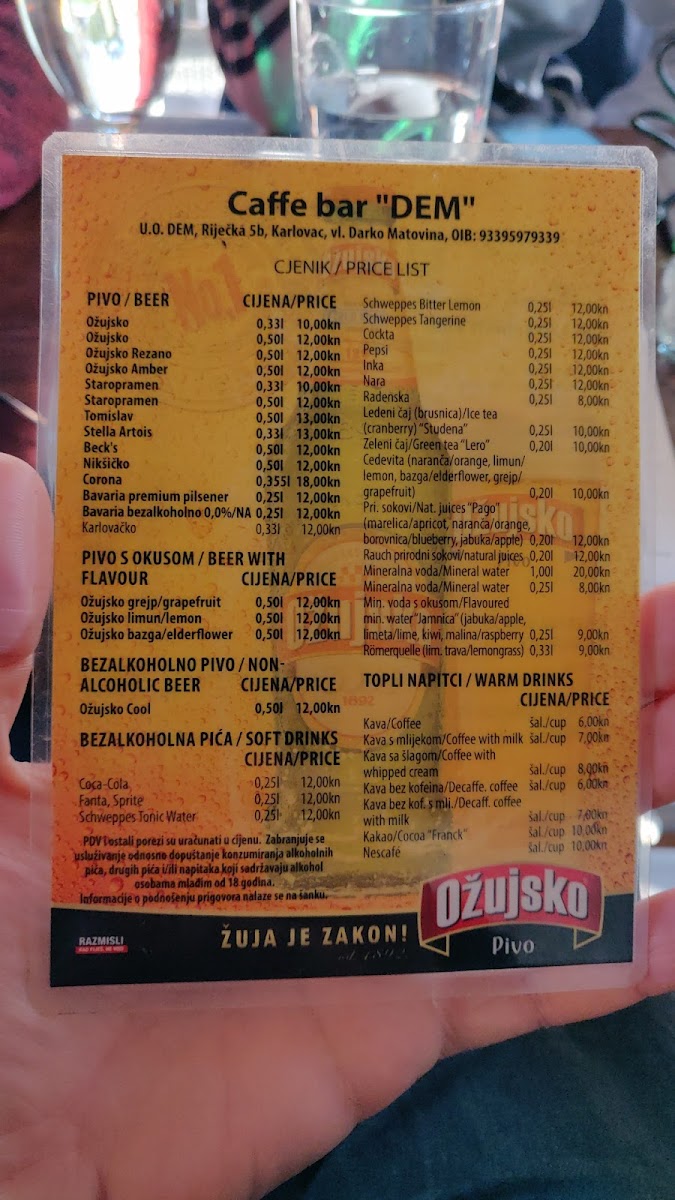 Caffe bar "DEM"
U.O. DEM, Riječka 5b, Karlovac, vl. Darko Matovina, OIB: 93395979339
CJENIK / PRICE LIST
PIVO / BEER CIJENA/PRICE
Ožujsko 0,33l 10,00kn
Ožujsko 0,50l 12,00kn
Ožujsko Rezano 0,50l 12,00kn
Ožujsko Amber 0,50l 12,00kn
Staropramen 0,33l 10,00kn
Staropramen 0,50l 12,00kn
Tomislav 0,50l 13,00kn
Stella Artois 0,33l 13,00kn
Beck's 0,50l 12,00kn
Nikšičko 0,50l 12,00kn
Corona 0,355l 18,00kn
Bavaria premium pilsener 0,25l 12,00kn
Bavaria bezalkoholno 0,0%/NA 0,25l 12,00kn
Karlovačko 0,33l 12,00kn
PIVO S OKUSOM / BEER WITH
FLAVOUR CIJENA/PRICE
Ožujsko grejp/grapefruit 0,50l 12,00kn
Ožujsko limun/lemon 0,50l 12,00kn
Ožujsko bazga/elderflower 0,50l 12,00kn
BEZALKOHOLNO PIVO / NON-
ALCOHOLIC BEER CIJENA/PRICE
Ožujsko Cool 0,50l 12,00kn
BEZALKOHOLNA PIĆA / SOFT DRINKS
CIJENA/PRICE
Coca-Cola 0,25l 12,00kn
Fanta, Sprite 0,25l 12,00kn
Schweppes Tonic Water 0,25l 12,00kn
PDV i ostali porezi su uračunati u cijenu. Zabranjuje se
usluživanje odnosno dopuštanje konzumiranja alkoholnih
pića, drugih pića i/ili napitaka koji sadržavaju alkohol
osobama mlađim od 18 godina.
Informacije o podnošenju prigovora nalaze se na šanku.
Schweppes Bitter Lemon 0,25l 12,00kn
Schweppes Tangerine 0,25l 12,00kn
Cockta 0,25l 12,00kn
Pepsi 0,25l 12,00kn
Inka 0,25l 12,00kn
Nara 0,25l 12,00kn
Radenska 0,25l 8,00kn
Ledeni čaj (brusnica)/Ice tea
(cranberry) "Studena" 0,25l 10,00kn
Zeleni čaj/Green tea "Lero" 0,20l 10,00kn
Cedevita (naranča/orange, limun/
lemon, bazga/elderflower, grejp/
grapefruit) 0,20l 10,00kn
Pri. sokovi/Nat. juices "Pago"
(marelica/apricot, naranča/orange,
borovnica/blueberry, jabuka/apple) 0,20l 12,00kn
Rauch prirodni sokovi/natural juices 0,20l 12,00kn
Mineralna voda/Mineral water 1,00l 20,00kn
Mineralna voda/Mineral water 0,25l 8,00kn
Min. voda s okusom/Flavoured
min. water "Jamnica" (jabuka/apple,
limeta/lime, kiwi, malina/raspberry 0,25l 9,00kn
Römerquelle (lim. trava/lemongrass) 0,33l 9,00kn
TOPLI NAPITCI / WARM DRINKS
CIJENA/PRICE
Kava/Coffee šal./cup 6,00kn
Kava s mlijekom/Coffee with milk šal./cup 7,00kn
Kava sa šlagom/Coffee with
whipped cream šal./cup 8,00kn
Kava bez kofeina/Decaffe. coffee šal./cup 6,00kn
Kava bez kof. s mli./Decaff. coffee
with milk šal./cup 7,00kn
Kakao/Cocoa "Franck" šal./cup 10,00kn
Nescafé šal./cup 10,00kn
RAZMISLI
ŽUJA JE ZAKON!
Ožujsko
Pivo